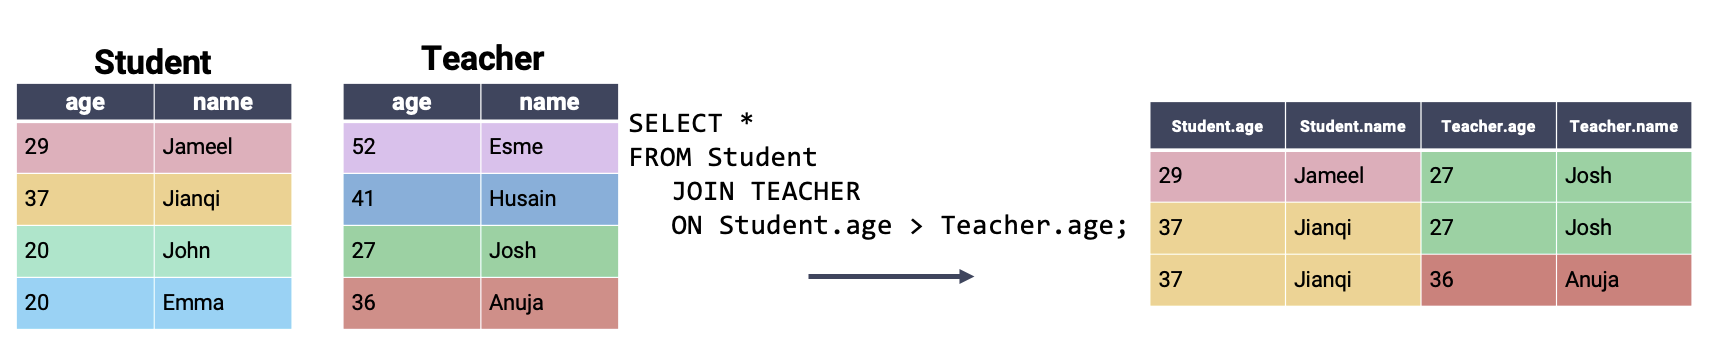 Student
age name
29 Jameel
37 Jianqi
20 John
20 Emma
Teacher
age name
52 Esme
41 Husain
27 Josh
36 Anuja
SELECT *
FROM Student
JOIN TEACHER
ON Student.age > Teacher.age;
Student.age Student.name Teacher.age Teacher.name
29 Jameel 27 Josh
37 Jianqi 27 Josh
37 Jianqi 36 Anuja